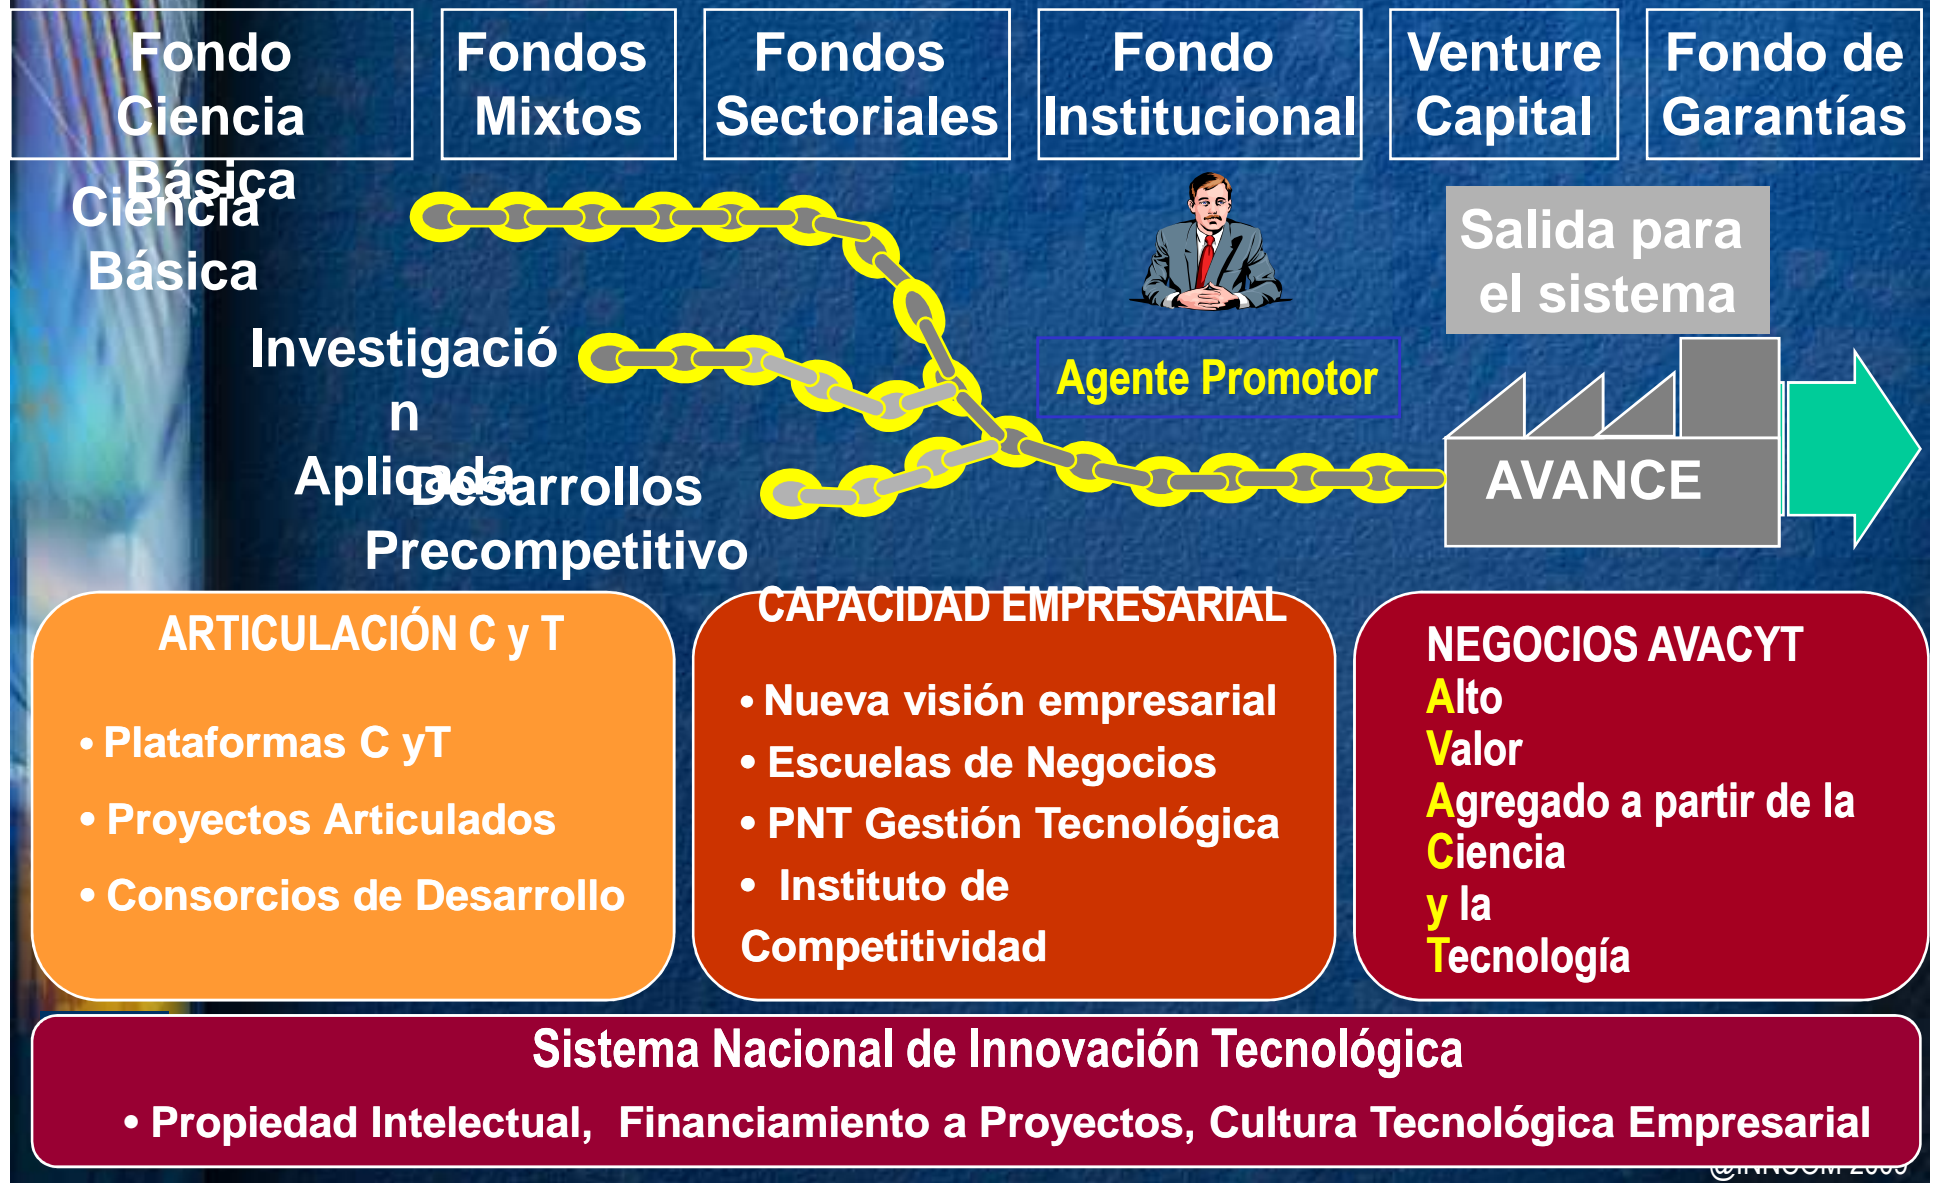 Fondo
Ciencia
Básica
Fondos
Mixtos
Fondos
Sectoriales
Fondo
Institucional
Venture
Capital
Fondo de
Garantías
Ciencia
Básica
Investigació
n
Aplicada
Desarrollos
Precompetitivo
Agente Promotor
Salida para
el sistema
AVANCE
ARTICULACIÓN C y T
• Plataformas C yT
• Proyectos Articulados
• Consorcios de Desarrollo
CAPACIDAD EMPRESARIAL
• Nueva visión empresarial
• Escuelas de Negocios
• PNT Gestión Tecnológica
• Instituto de
Competitividad
NEGOCIOS AVACYT
Alto
Valor
Agregado a partir de la
Ciencia
y la
Tecnología
Sistema Nacional de Innovación Tecnológica
• Propiedad Intelectual, Financiamiento a Proyectos, Cultura Tecnológica Empresarial